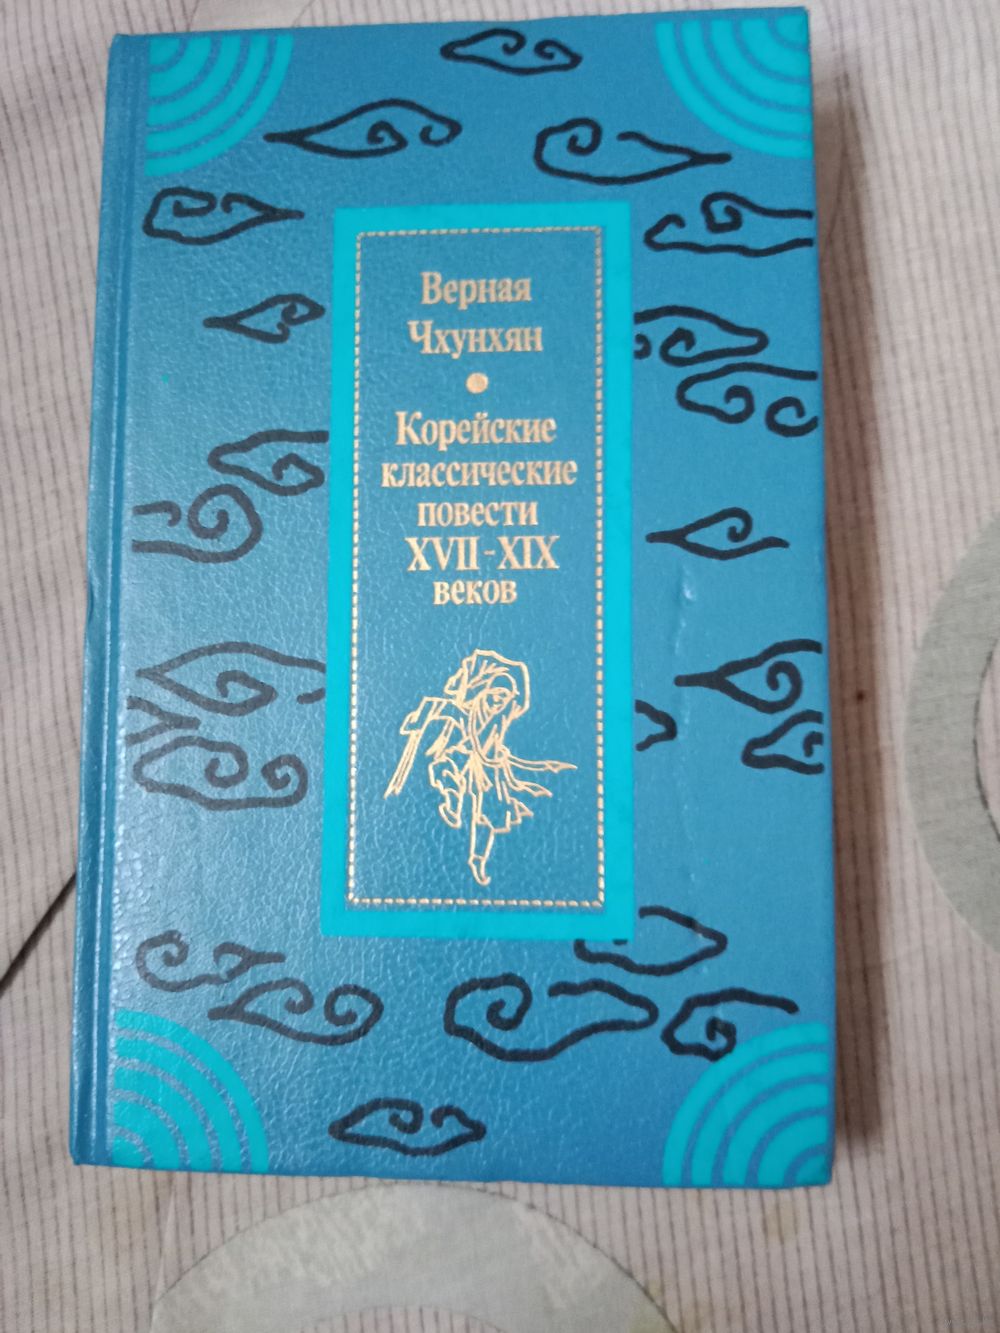 Верная
Чхунхян
Корейские
классические
повести
XVII-XIX
веков